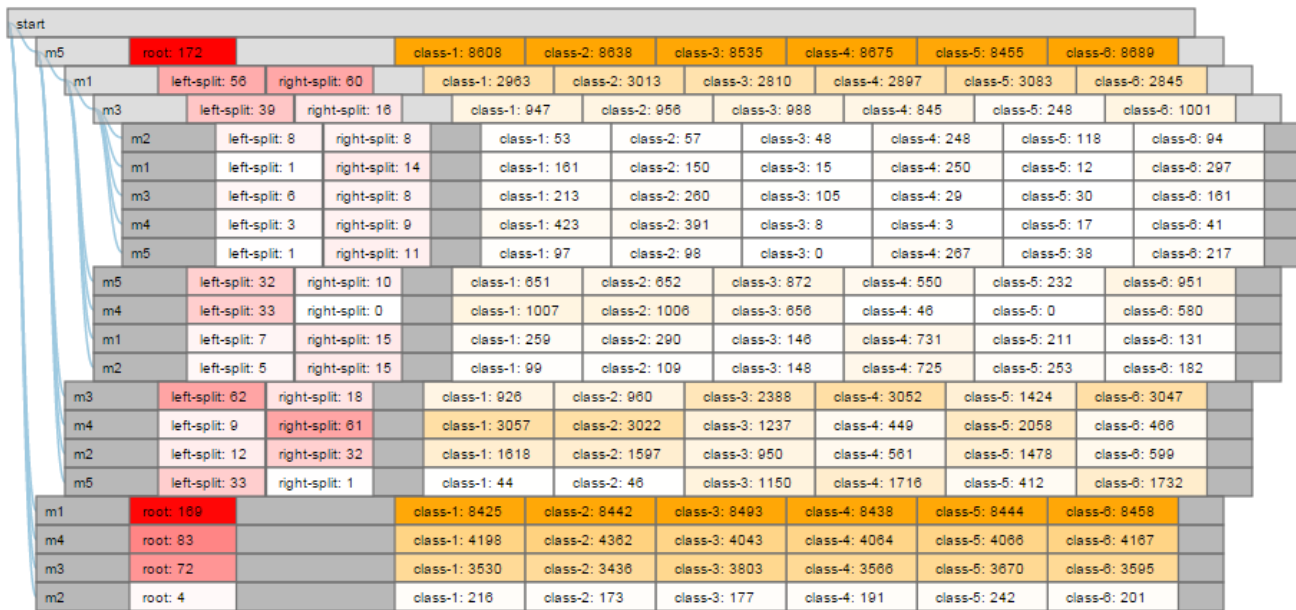 start
m5 root: 172 class-1: 8608 class-2: 8638 class-3: 8535 class-4: 8675 class-5: 8455 class-6: 8689
m1 left-split: 56 right-split: 60 class-1: 2963 class-2: 3013 class-3: 2810 class-4: 2897 class-5: 3083 class-6: 2845
m3 left-split: 39 right-split: 16 class-1: 947 class-2: 956 class-3: 988 class-4: 845 class-5: 248 class-6: 1001
m2 left-split: 8 right-split: 8 class-1: 53 class-2: 57 class-3: 48 class-4: 248 class-5: 118 class-6: 94
m1 left-split: 1 right-split: 14 class-1: 161 class-2: 150 class-3: 15 class-4: 250 class-5: 12 class-6: 297
m3 left-split: 6 right-split: 8 class-1: 213 class-2: 260 class-3: 105 class-4: 29 class-5: 30 class-6: 161
m4 left-split: 3 right-split: 9 class-1: 423 class-2: 391 class-3: 8 class-4: 3 class-5: 17 class-6: 41
m5 left-split: 1 right-split: 11 class-1: 97 class-2: 98 class-3: 0 class-4: 267 class-5: 38 class-6: 217
m5 left-split: 32 right-split: 10 class-1: 651 class-2: 652 class-3: 872 class-4: 550 class-5: 232 class-6: 951
m4 left-split: 33 right-split: 0 class-1: 1007 class-2: 1006 class-3: 656 class-4: 46 class-5: 0 class-6: 580
m1 left-split: 7 right-split: 15 class-1: 259 class-2: 290 class-3: 146 class-4: 731 class-5: 211 class-6: 131
m2 left-split: 5 right-split: 15 class-1: 99 class-2: 109 class-3: 148 class-4: 725 class-5: 253 class-6: 182
m3 left-split: 62 right-split: 18 class-1: 926 class-2: 960 class-3: 2388 class-4: 3052 class-5: 1424 class-6: 3047
m4 left-split: 9 right-split: 61 class-1: 3057 class-2: 3022 class-3: 1237 class-4: 449 class-5: 2058 class-6: 466
m2 left-split: 12 right-split: 32 class-1: 1618 class-2: 1597 class-3: 950 class-4: 561 class-5: 1478 class-6: 599
m5 left-split: 33 right-split: 1 class-1: 44 class-2: 46 class-3: 1150 class-4: 1716 class-5: 412 class-6: 1732
m1 root: 169 class-1: 8425 class-2: 8442 class-3: 8493 class-4: 8438 class-5: 8444 class-6: 8458
m4 root: 83 class-1: 4198 class-2: 4362 class-3: 4043 class-4: 4064 class-5: 4066 class-6: 4167
m3 root: 72 class-1: 3530 class-2: 3436 class-3: 3803 class-4: 3566 class-5: 3670 class-6: 3595
m2 root: 4 class-1: 216 class-2: 173 class-3: 177 class-4: 191 class-5: 242 class-6: 201